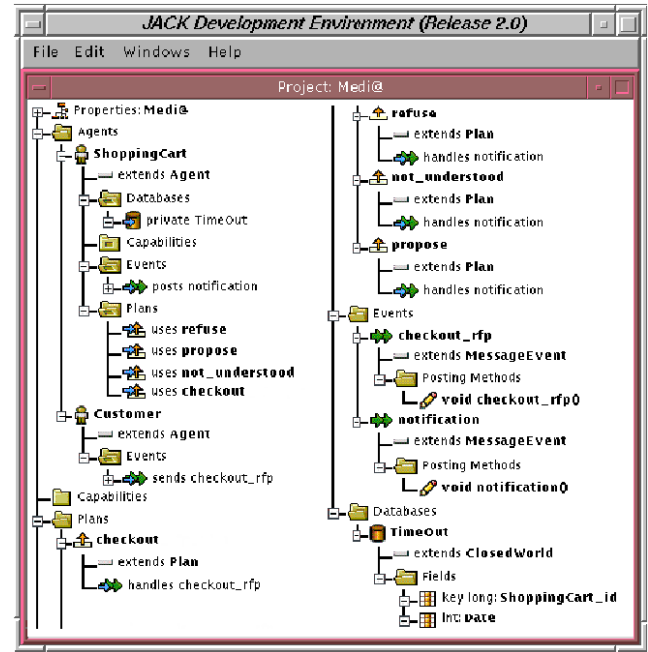 JACK Development Environment (Release 2.0)
File Edit Windows Help
Project: Medi@
Properties: Medi@
Agents
ShoppingCart
extends Agent
Databases
private TimeOut
Capabilities
Events
posts notification
Plans
uses refuse
uses propose
uses not_understood
uses checkout
Customer
extends Agent
Events
sends checkout_rfp
Capabilities
Plans
checkout
extends Plan
handles checkout_rfp
refuse
extends Plan
handles notification
not_understood
extends Plan
handles notification
propose
extends Plan
handles notification
Events
checkout_rfp
extends MessageEvent
Posting Methods
void checkout_rfp()
notification
extends MessageEvent
Posting Methods
void notification()
Databases
TimeOut
extends ClosedWorld
Fields
key long: ShoppingCart_id
Int: Date